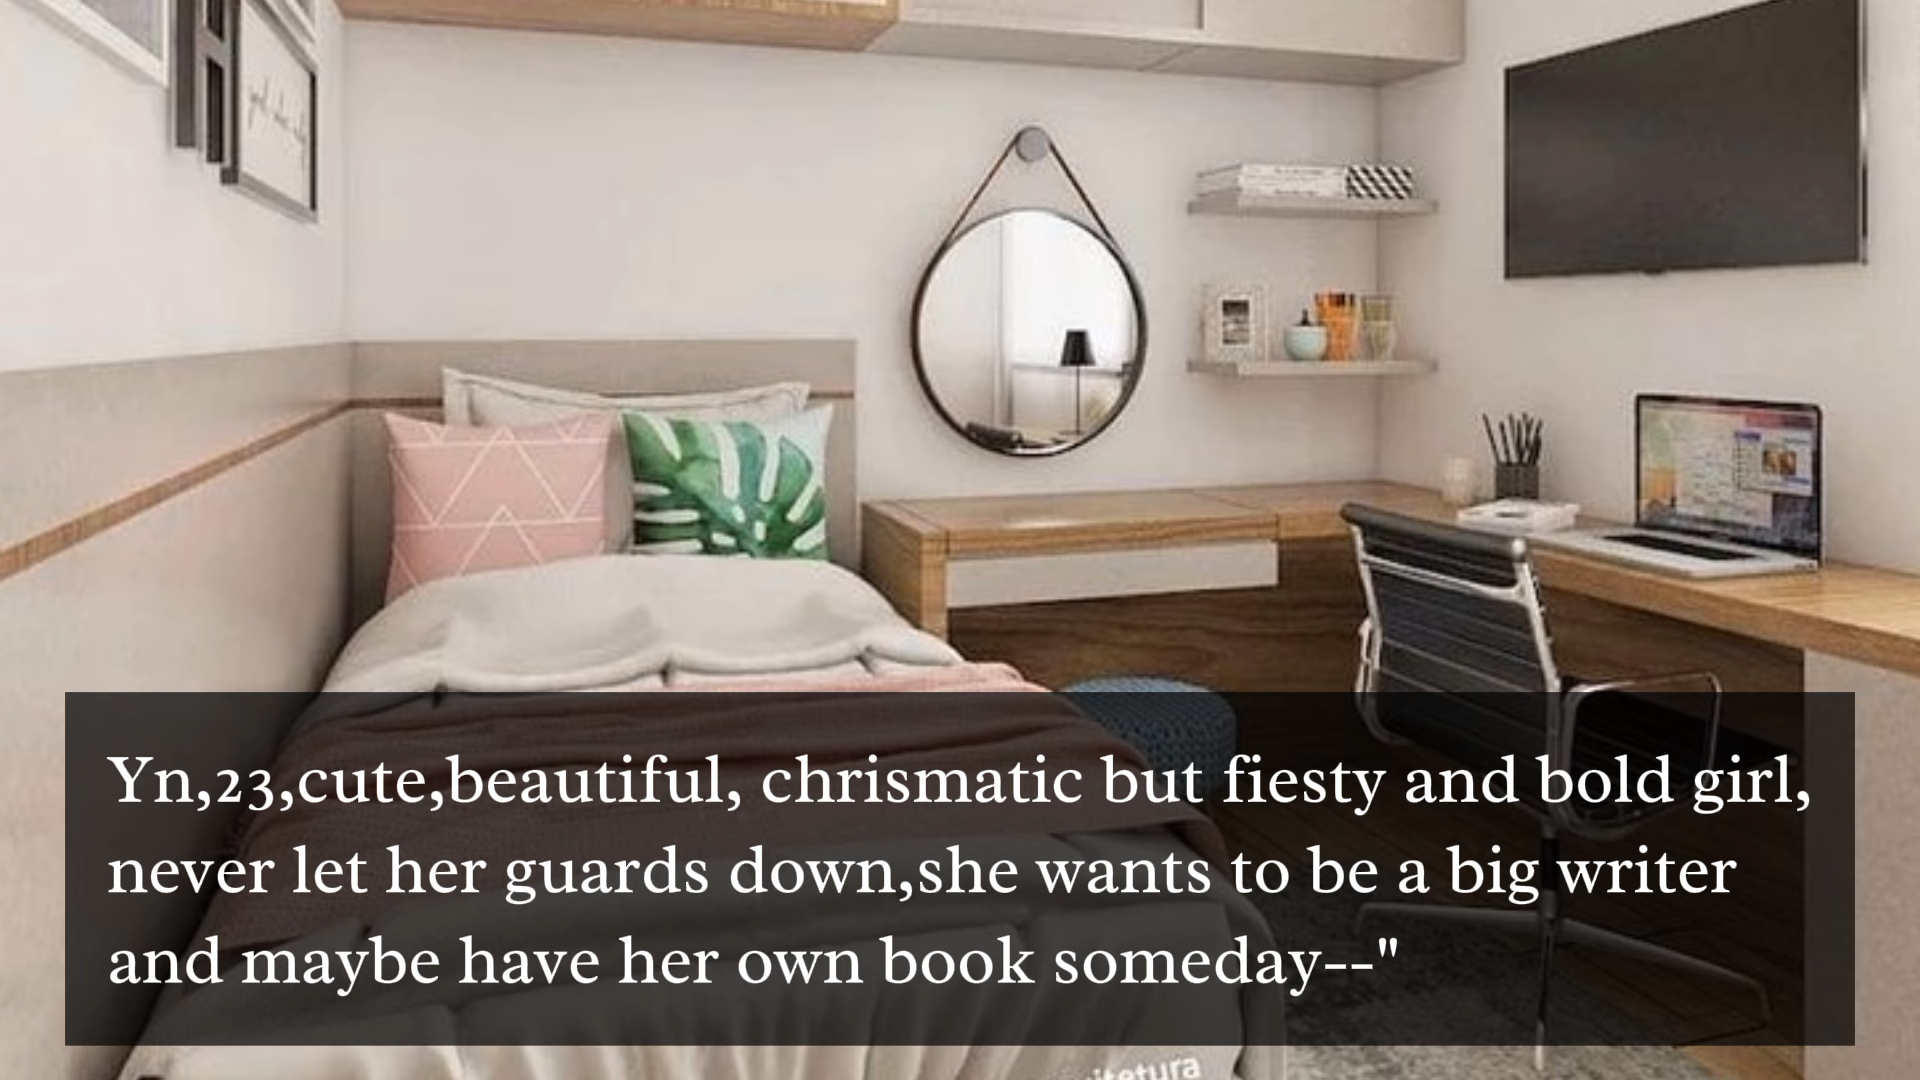 Yn,23,cute,beautiful, chrismatic but fiesty and bold girl,
never let her guards down,she wants to be a big writer
and maybe have her own book someday--"